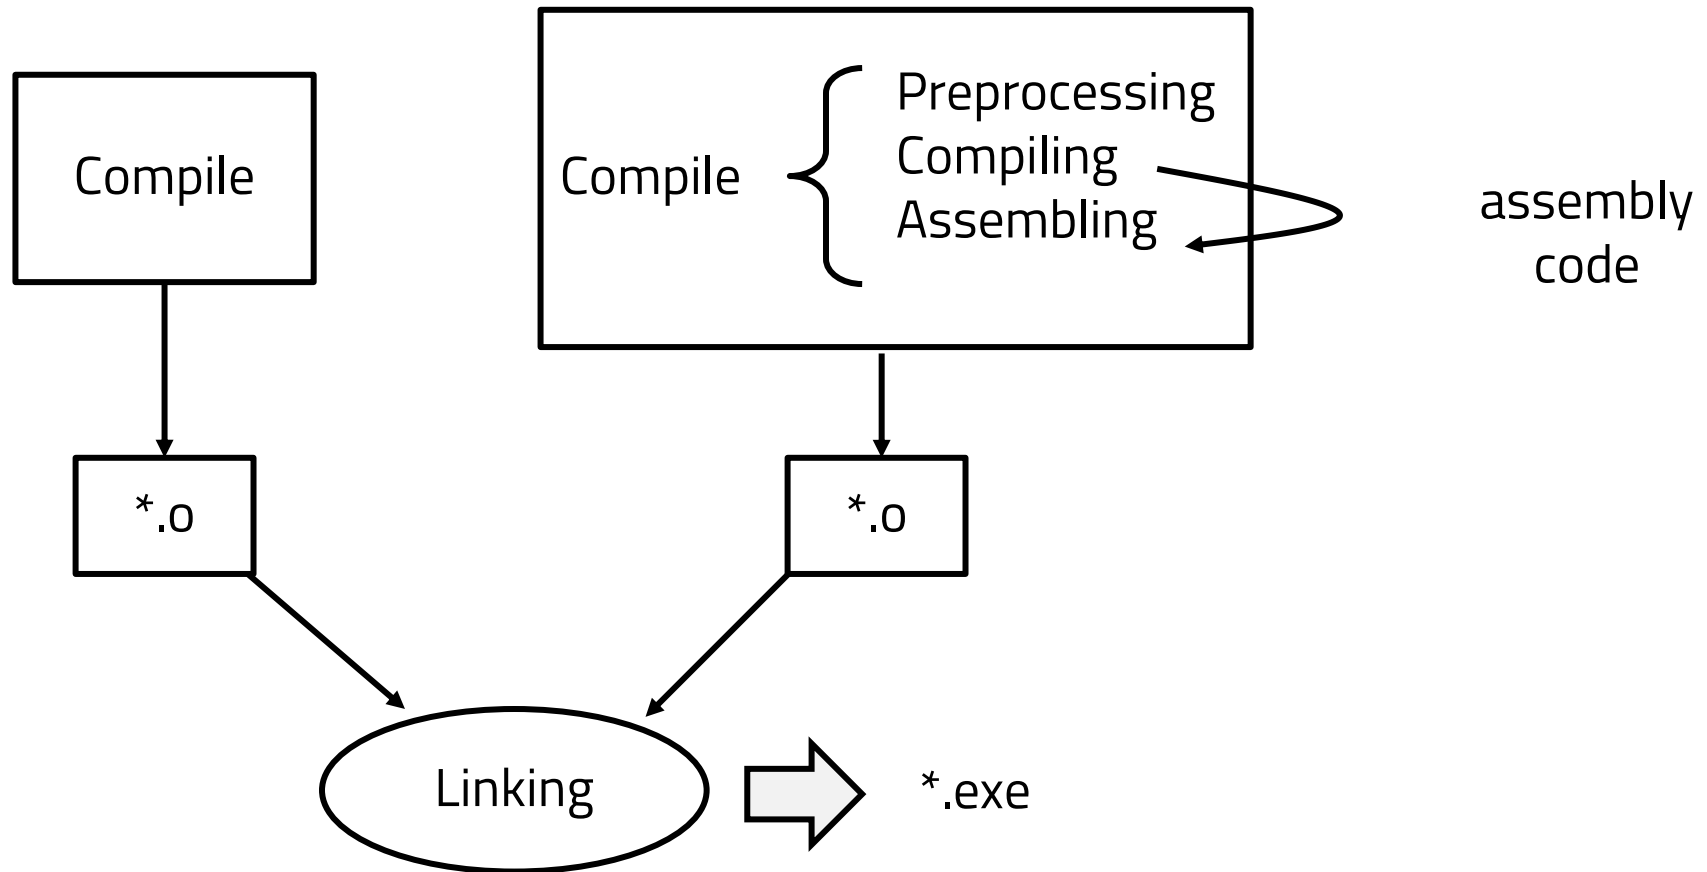 Compile
Compile
Preprocessing
Compiling
Assembling
assembly
code
*.o
*.o
Linking
*.exe